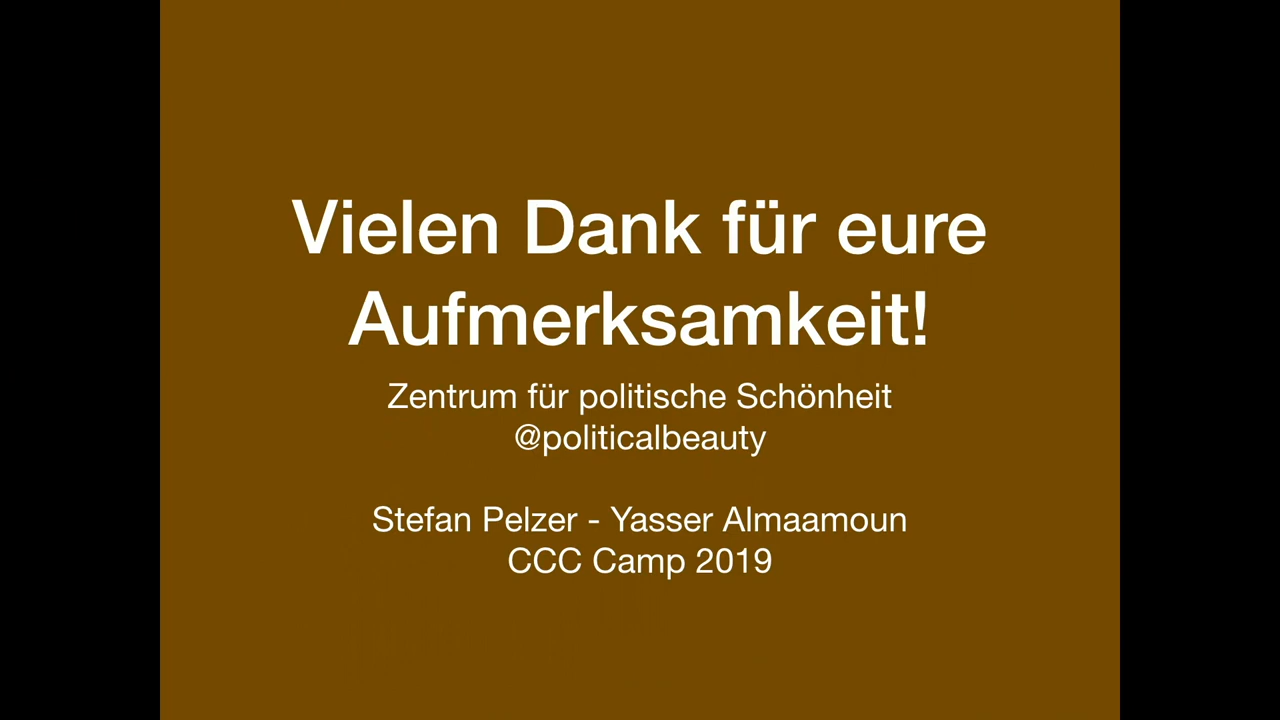 Vielen Dank für eure
Aufmerksamkeit!
Zentrum für politische Schönheit
@politicalbeauty
Stefan Pelzer - Yasser Almaamoun
CCC Camp 2019